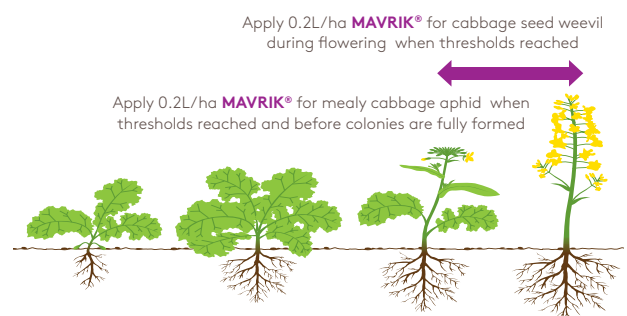 Apply 0.2L/ha MAVRIK® for cabbage seed weevil
during flowering when thresholds reached
Apply 0.2L/ha MAVRIK® for mealy cabbage aphid when
thresholds reached and before colonies are fully formed